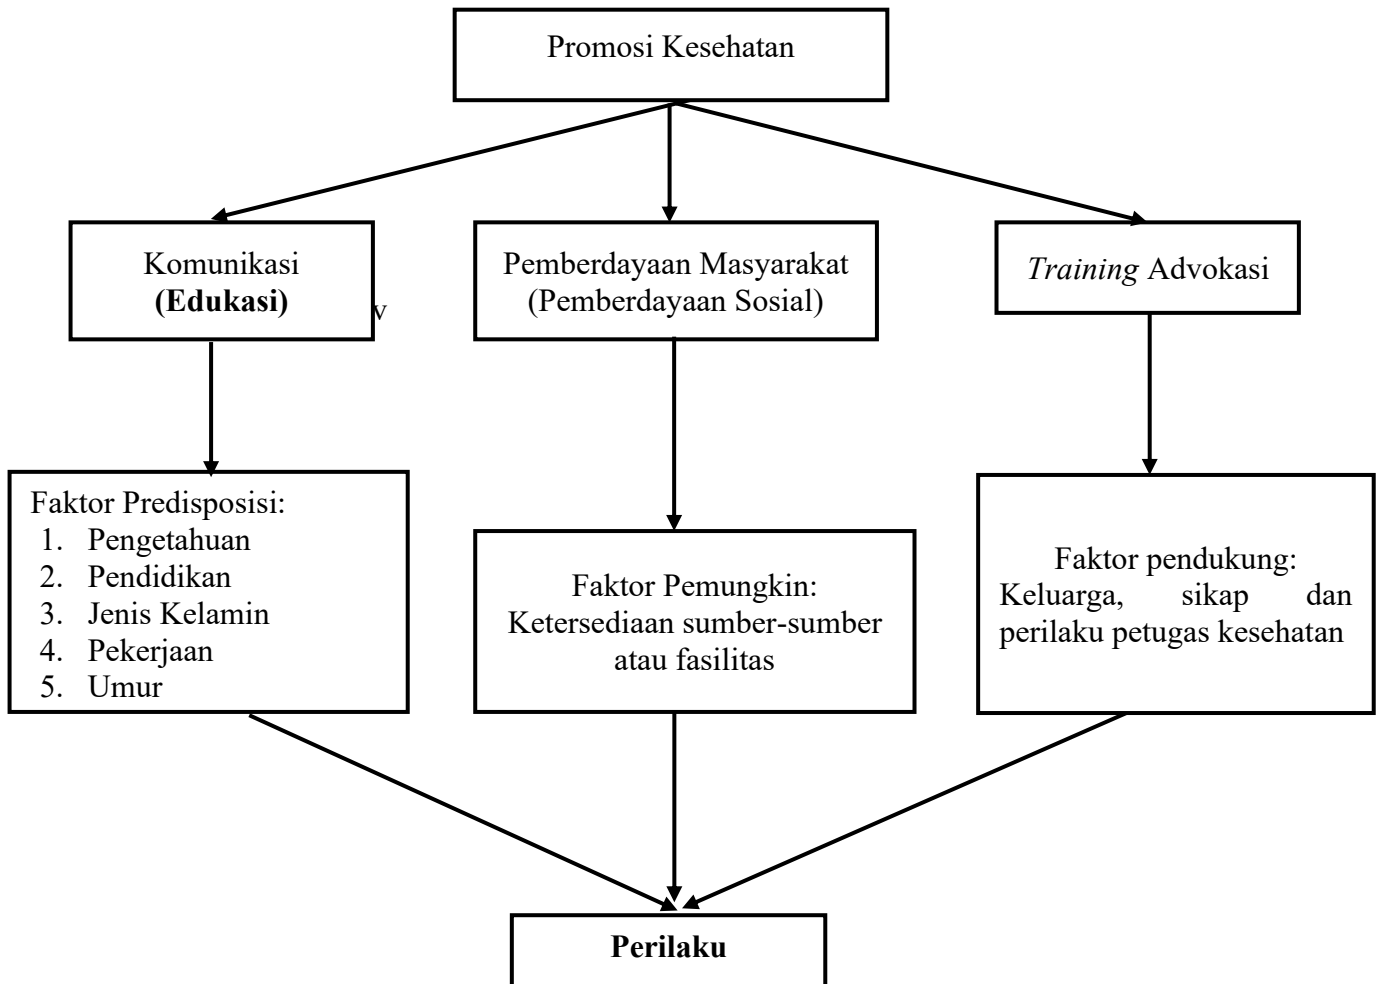 Promosi Kesehatan
Komunikasi
(Edukasi)
v
Pemberdayaan Masyarakat
(Pemberdayaan Sosial)
Training Advokasi
Faktor Predisposisi:
1. Pengetahuan
2. Pendidikan
3. Jenis Kelamin
4. Pekerjaan
5. Umur
Faktor Pemungkin:
Ketersediaan sumber-sumber
atau fasilitas
Faktor pendukung:
Keluarga, sikap dan
perilaku petugas kesehatan
Perilaku